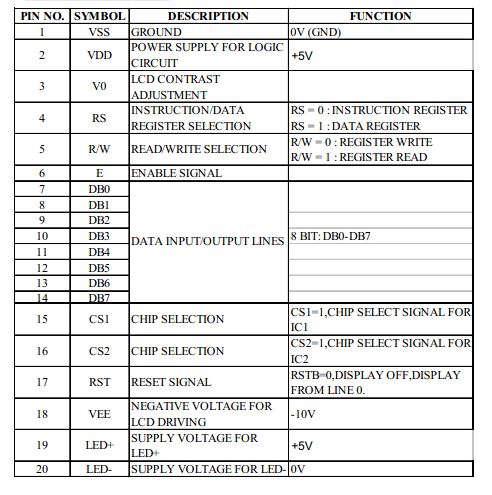 PIN NO. SYMBOL DESCRIPTION FUNCTION
1 VSS GROUND 0V (GND)
2 VDD POWER SUPPLY FOR LOGIC CIRCUIT +5V
3 V0 LCD CONTRAST ADJUSTMENT
4 RS INSTRUCTION/DATA REGISTER SELECTION RS = 0 : INSTRUCTION REGISTER RS = 1 : DATA REGISTER
5 R/W READ/WRITE SELECTION R/W = 0 : REGISTER WRITE R/W = 1 : REGISTER READ
6 E ENABLE SIGNAL
7 DB0
8 DB1
9 DB2
10 DB3 DATA INPUT/OUTPUT LINES 8 BIT: DB0-DB7
11 DB4
12 DB5
13 DB6
14 DB7
15 CS1 CHIP SELECTION CS1=1,CHIP SELECT SIGNAL FOR IC1
16 CS2 CHIP SELECTION CS2=1,CHIP SELECT SIGNAL FOR IC2
17 RST RESET SIGNAL RSTB=0,DISPLAY OFF,DISPLAY FROM LINE 0.
18 VEE NEGATIVE VOLTAGE FOR LCD DRIVING -10V
19 LED+ SUPPLY VOLTAGE FOR LED+ +5V
20 LED- SUPPLY VOLTAGE FOR LED- 0V